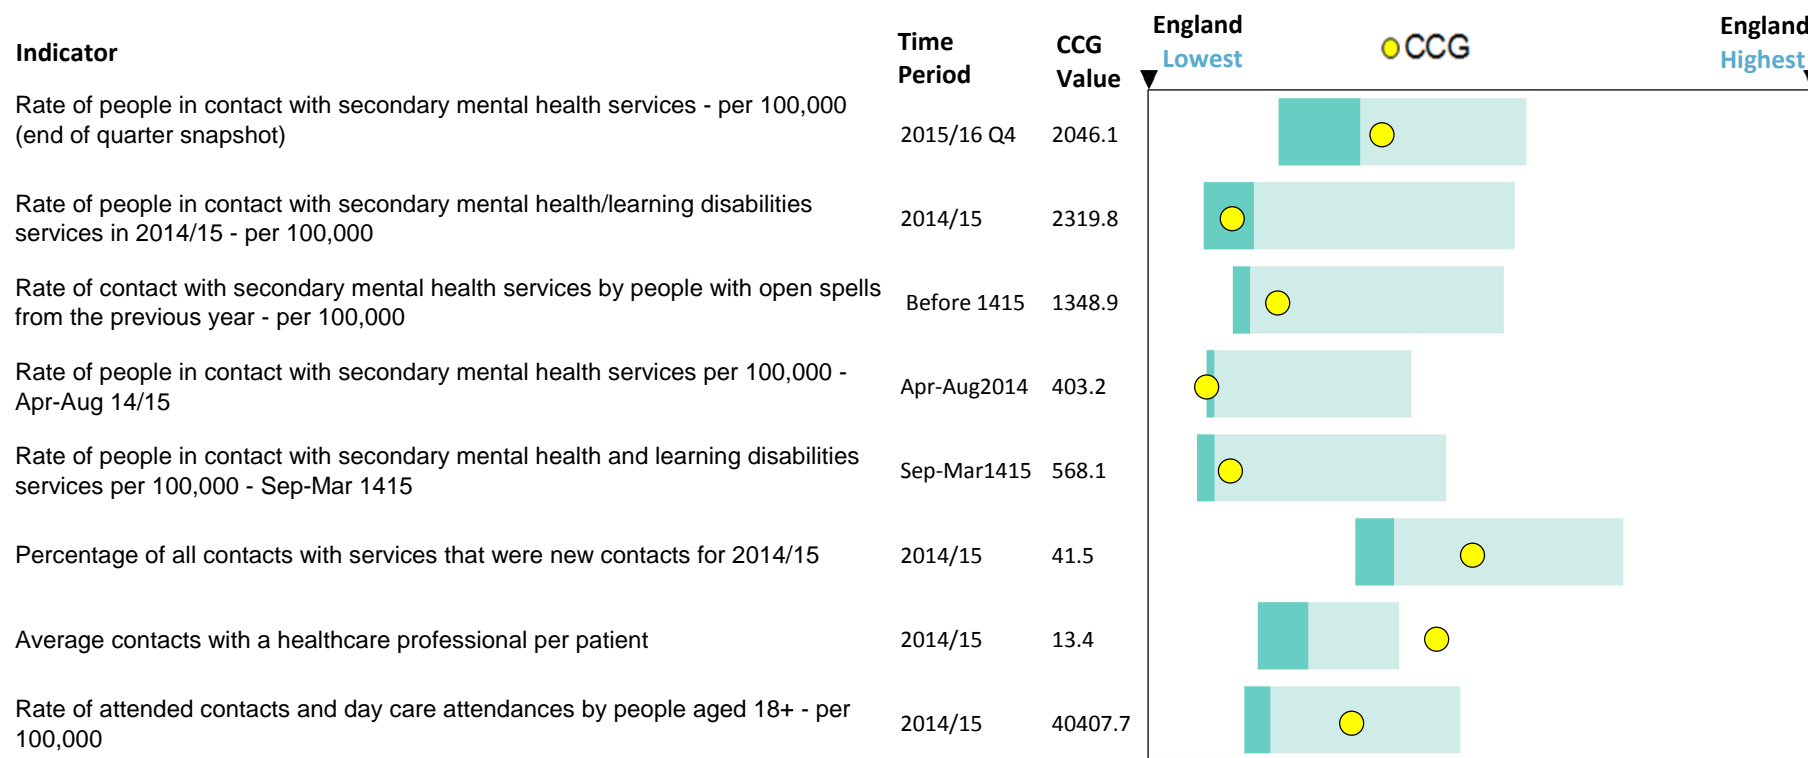 Indicator
Time Period
CCG Value
England Lowest
CCG
England Highest
Rate of people in contact with secondary mental health services - per 100,000
(end of quarter snapshot)
2015/16 Q4
2046.1
Rate of people in contact with secondary mental health/learning disabilities
services in 2014/15 - per 100,000
2014/15
2319.8
Rate of contact with secondary mental health services by people with open spells
from the previous year - per 100,000
Before 1415
1348.9
Rate of people in contact with secondary mental health services per 100,000 -
Apr-Aug 14/15
Apr-Aug2014
403.2
Rate of people in contact with secondary mental health and learning disabilities
services per 100,000 - Sep-Mar 1415
Sep-Mar1415
568.1
Percentage of all contacts with services that were new contacts for 2014/15
2014/15
41.5
Average contacts with a healthcare professional per patient
2014/15
13.4
Rate of attended contacts and day care attendances by people aged 18+ - per
100,000
2014/15
40407.7